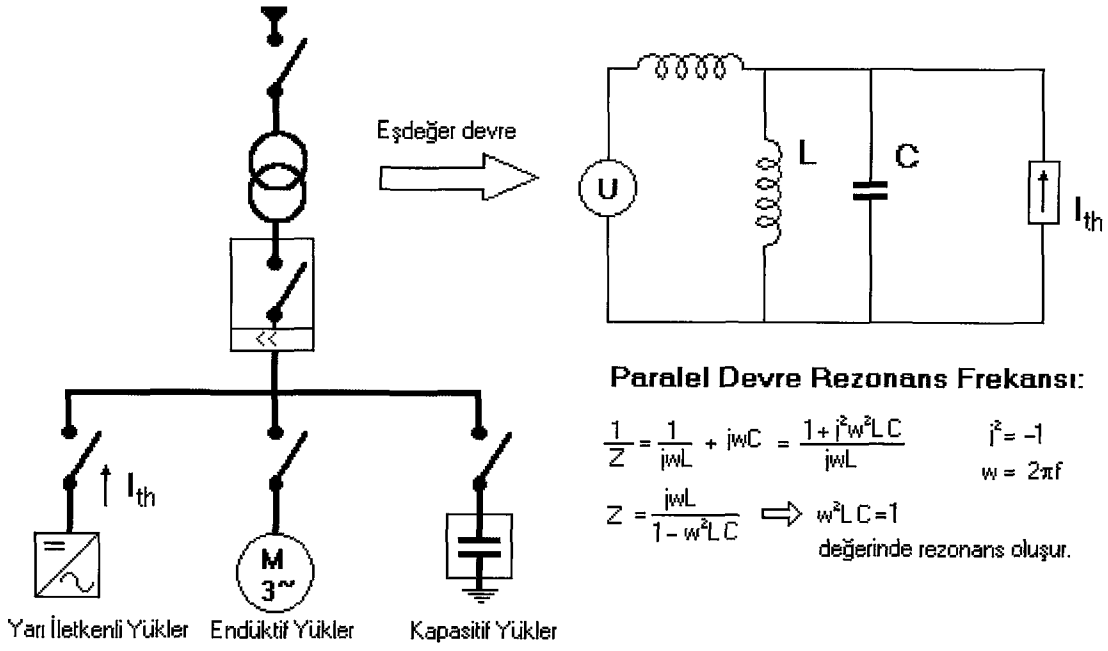 Eşdeğer devre
U
L
C
I_th
<<
I_th
M
3~
Yarı İletkenli Yükler
Endüktif Yükler
Kapasitif Yükler
Paralel Devre Rezonans Frekansı:
1/Z = 1/jwL + jwC = (1 + j²w²LC)/jwL
j² = -1
w = 2πf
Z = jwL/(1 - w²LC) ⇨ w²LC=1
değerinde rezonans oluşur.